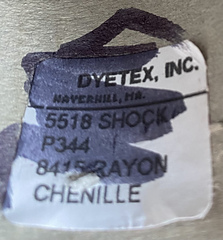 DYETEX, INC.
HAVERHILL, MA.
5518 SHOCK
P344
8415 RAYON
CHENILLE